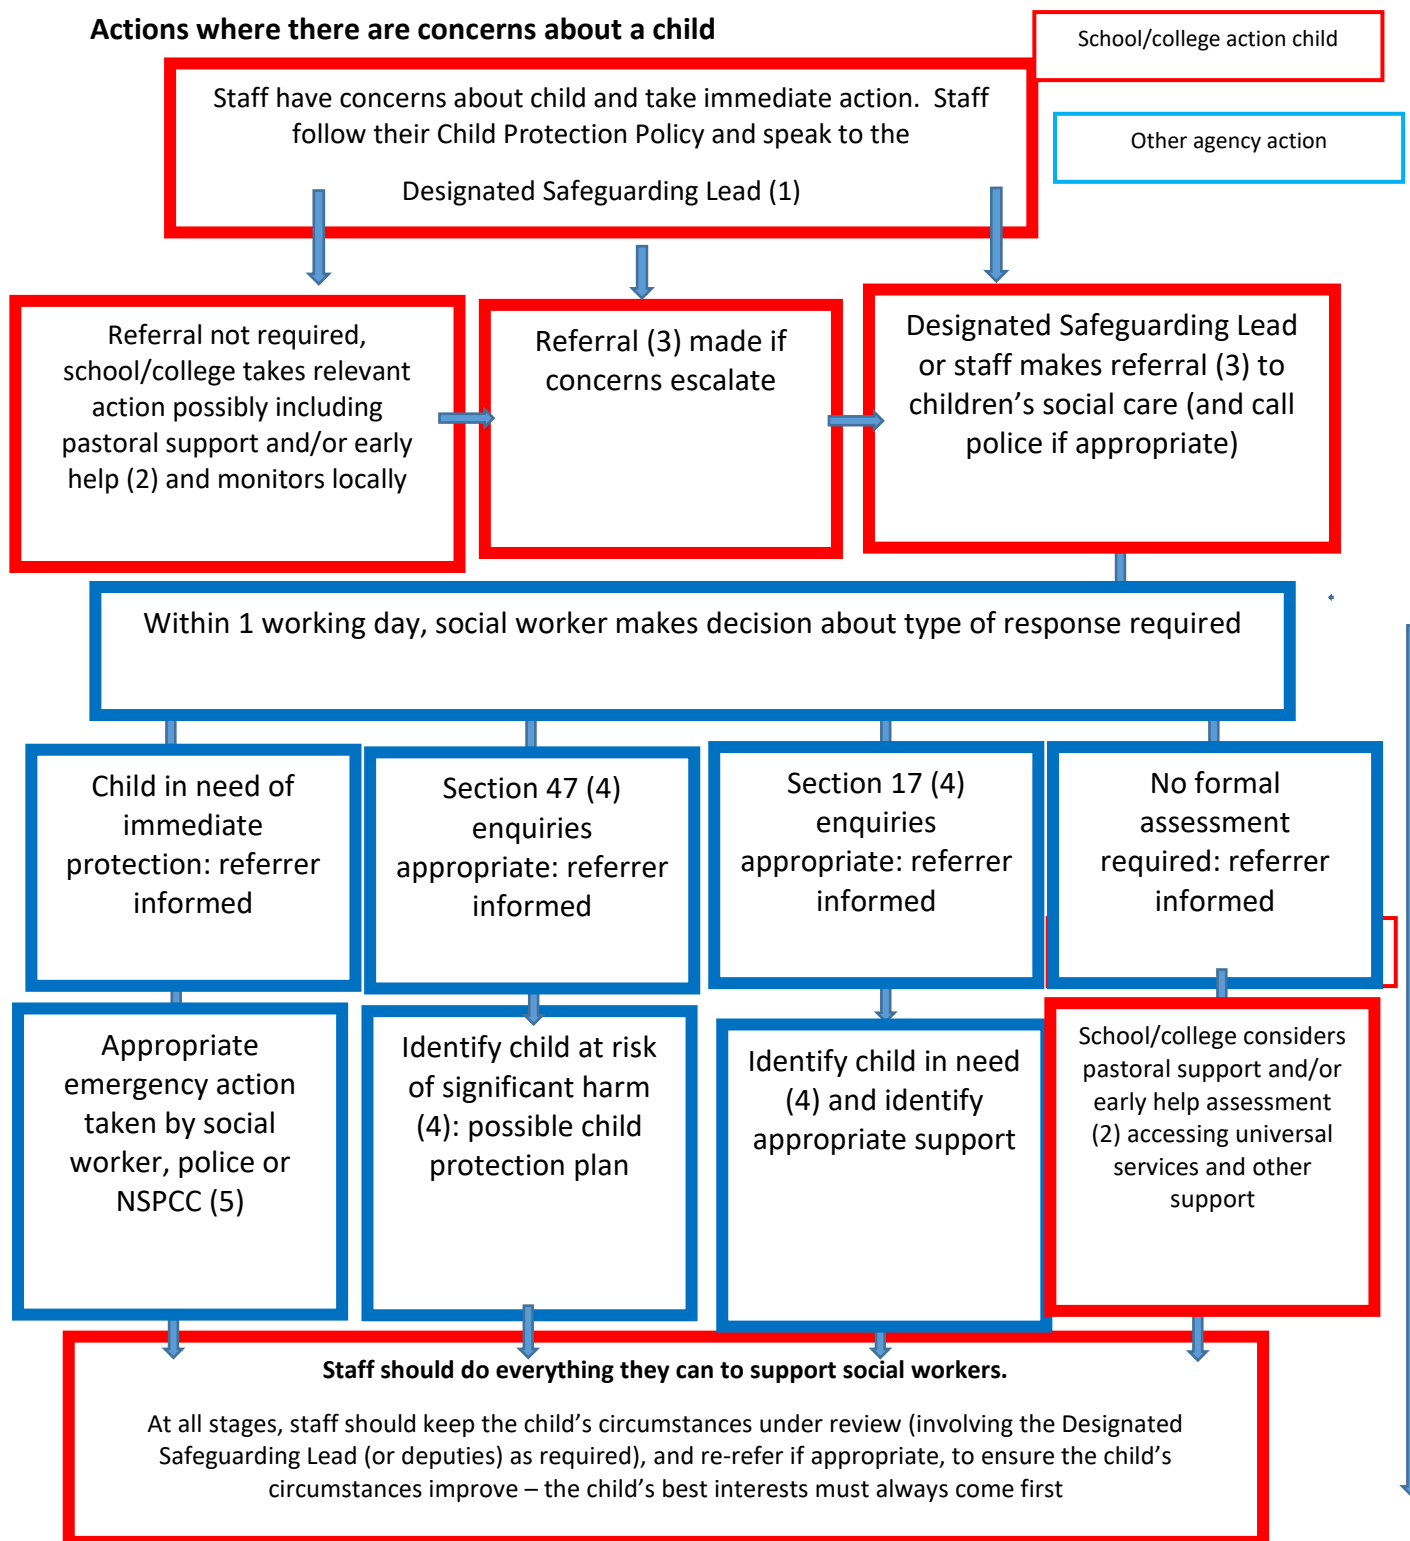 Actions where there are concerns about a child
School/college action child
Other agency action
Staff have concerns about child and take immediate action.  Staff
follow their Child Protection Policy and speak to the
Designated Safeguarding Lead (1)
Referral not required,
school/college takes relevant
action possibly including
pastoral support and/or early
help (2) and monitors locally
Referral (3) made if
concerns escalate
Designated Safeguarding Lead
or staff makes referral (3) to
children’s social care (and call
police if appropriate)
Within 1 working day, social worker makes decision about type of response required
Child in need of
immediate
protection: referrer
informed
Section 47 (4)
enquiries
appropriate: referrer
informed
Section 17 (4)
enquiries
appropriate: referrer
informed
No formal
assessment
required: referrer
informed
Appropriate
emergency action
taken by social
worker, police or
NSPCC (5)
Identify child at risk
of significant harm
(4): possible child
protection plan
Identify child in need
(4) and identify
appropriate support
School/college considers
pastoral support and/or
early help assessment
(2) accessing universal
services and other
support
Staff should do everything they can to support social workers.
At all stages, staff should keep the child’s circumstances under review (involving the Designated
Safeguarding Lead (or deputies) as required), and re-refer if appropriate, to ensure the child’s
circumstances improve – the child’s best interests must always come first